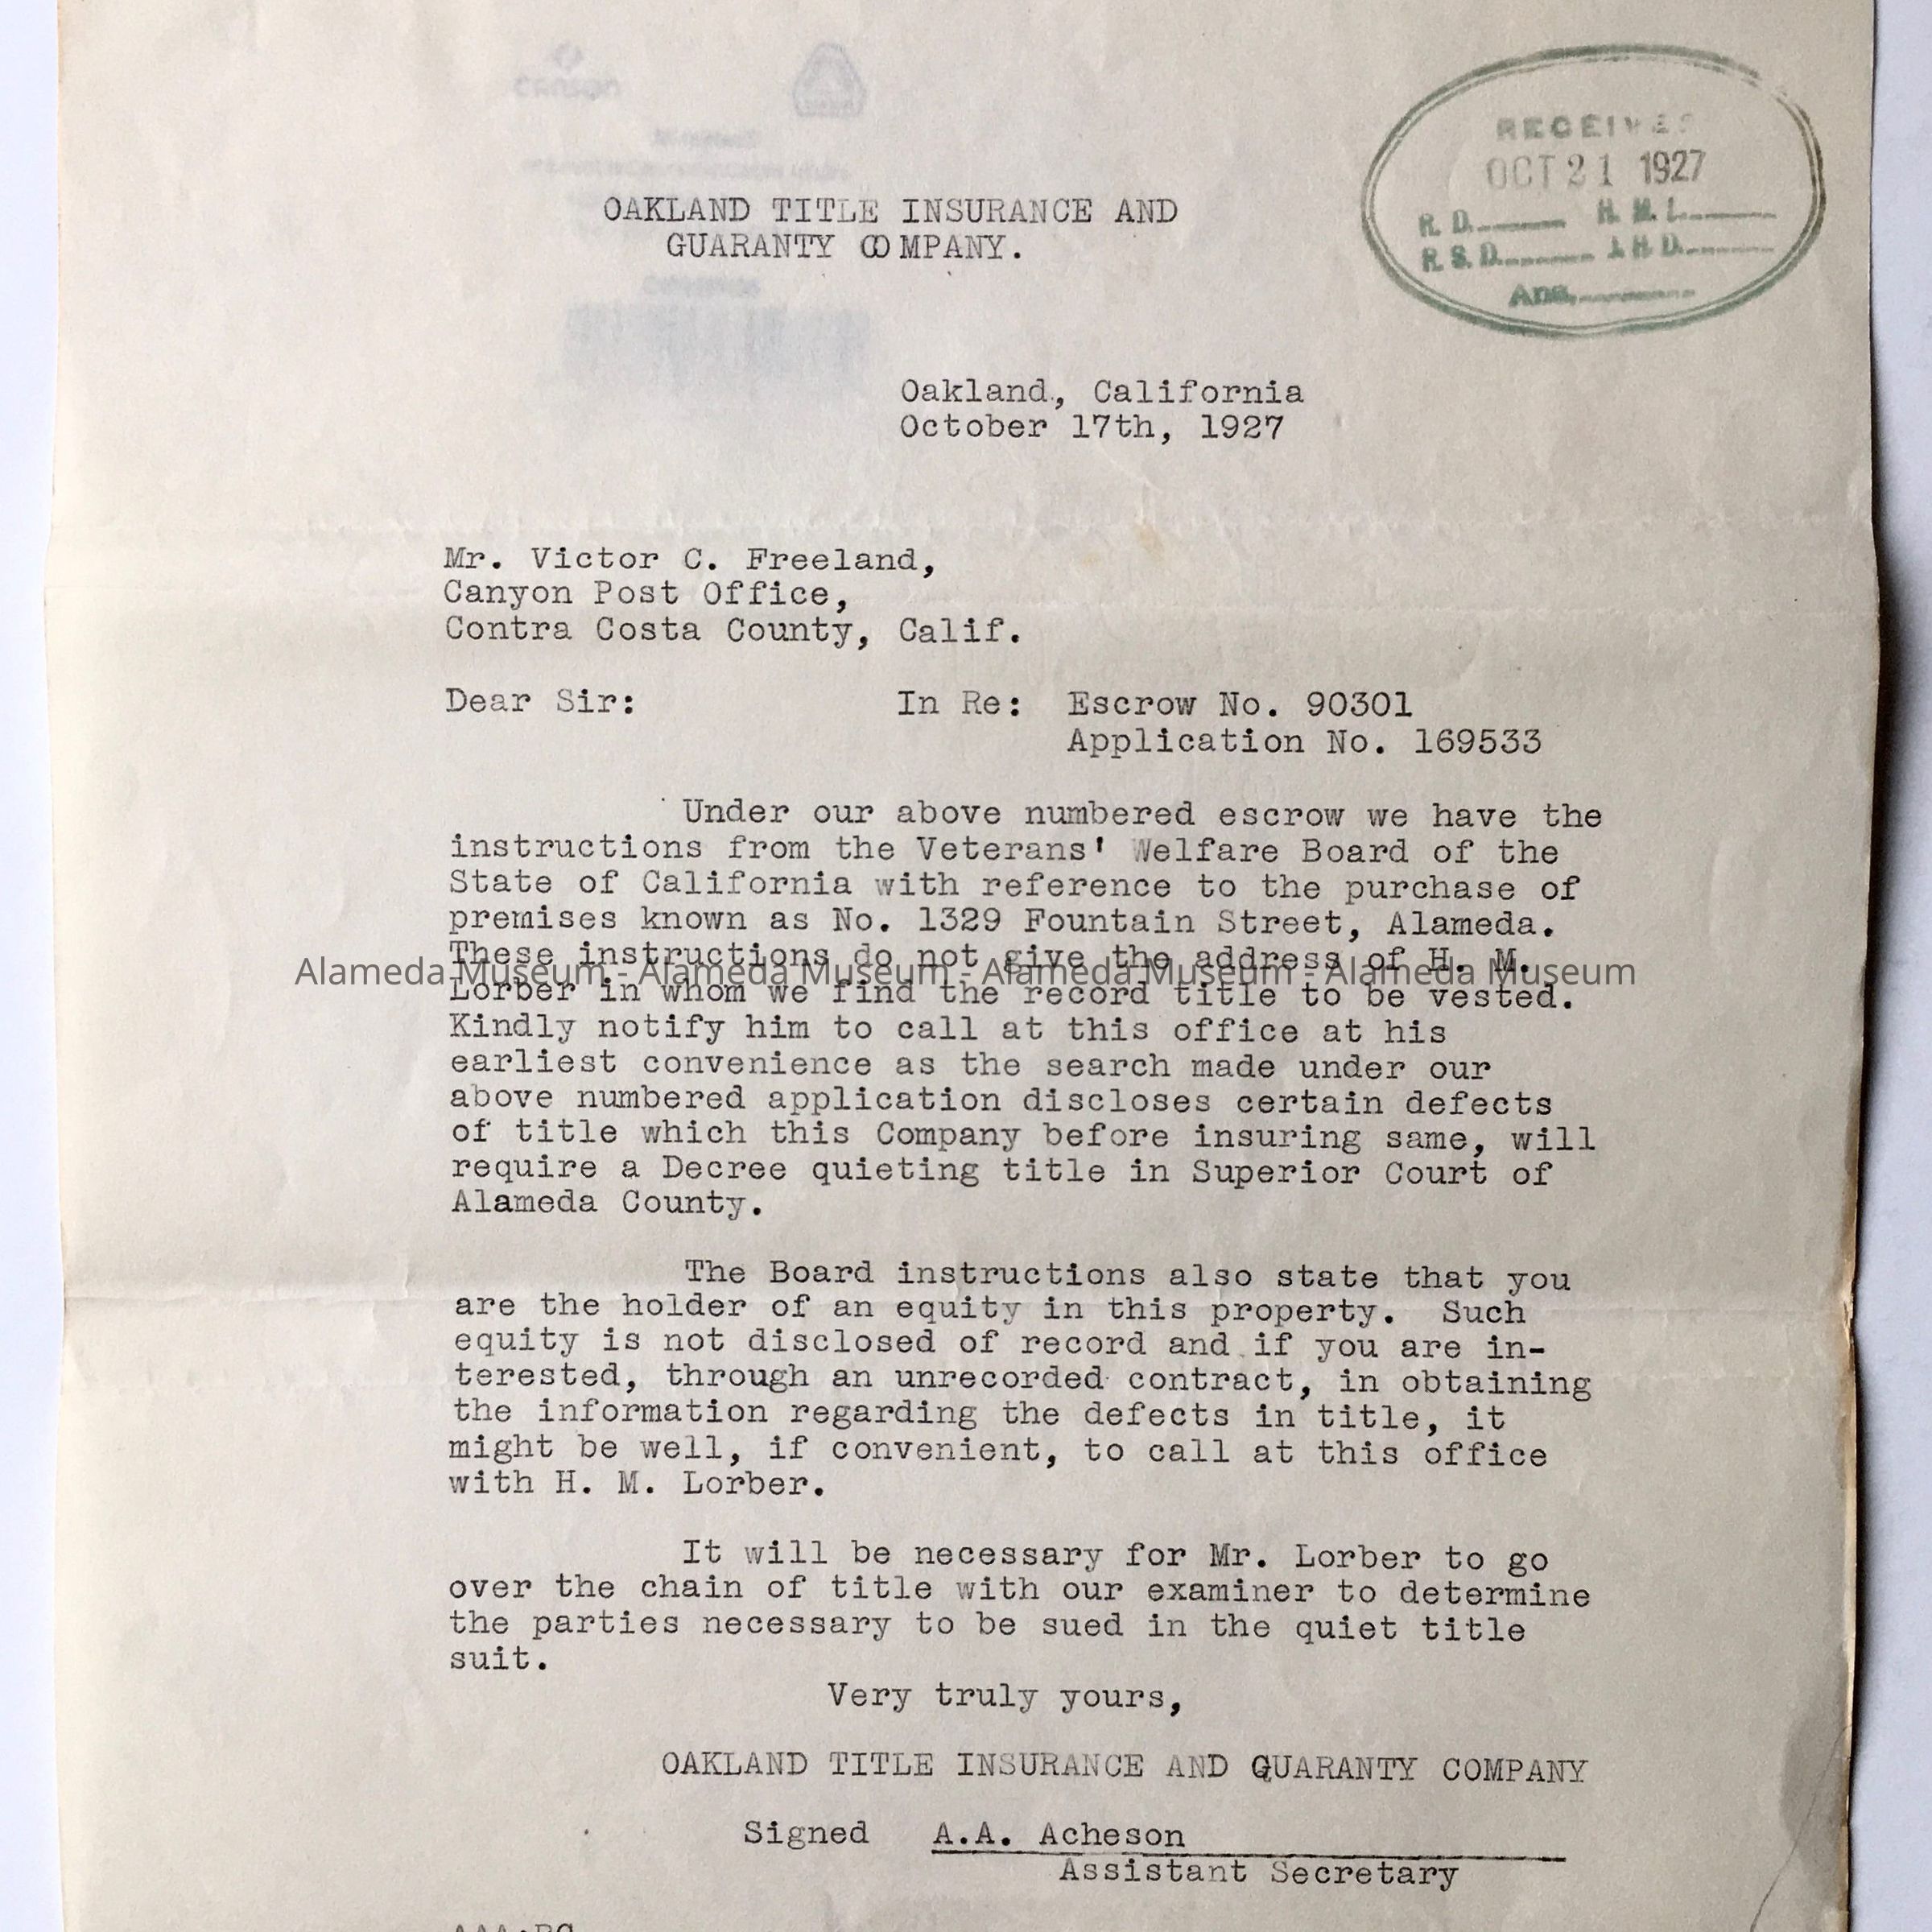 RECEIVED
OCT 21 1927
R. D. H. M. L.
R. S. D. J. H. D.
Ans.
OAKLAND TITLE INSURANCE AND
GUARANTY COMPANY.
Oakland, California
October 17th, 1927
Mr. Victor C. Freeland,
Canyon Post Office,
Contra Costa County, Calif.
Dear Sir: In Re: Escrow No. 90301
Application No. 169533
Under our above numbered escrow we have the
instructions from the Veterans' Welfare Board of the
State of California with reference to the purchase of
premises known as No. 1329 Fountain Street, Alameda.
These instructions do not give the address of H. M.
Alameda Museum - Alameda Museum - Alameda Museum - Alameda Museum
Lorber in whom we find the record title to be vested.
Kindly notify him to call at this office at his
earliest convenience as the search made under our
above numbered application discloses certain defects
of title which this Company before insuring same, will
require a Decree quieting title in Superior Court of
Alameda County.
The Board instructions also state that you
are the holder of an equity in this property. Such
equity is not disclosed of record and if you are in-
terested, through an unrecorded contract, in obtaining
the information regarding the defects in title, it
might be well, if convenient, to call at this office
with H. M. Lorber.
It will be necessary for Mr. Lorber to go
over the chain of title with our examiner to determine
the parties necessary to be sued in the quiet title
suit.
Very truly yours,
OAKLAND TITLE INSURANCE AND GUARANTY COMPANY
Signed A.A. Acheson
Assistant Secretary